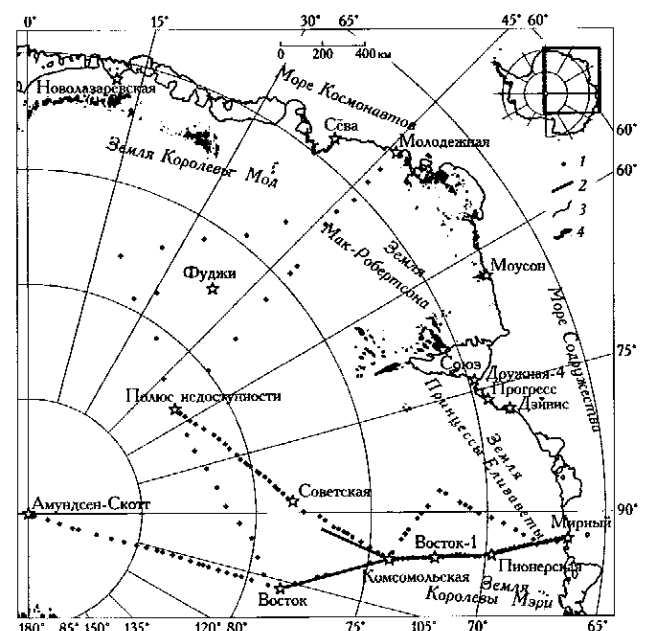 0° 15° 30° 65° 45° 60°
0 200 400 км
Новолазаревская
Море Космонавтов
Сёва
Молодежная
60°
60°
Земля Королевы Мод
1
2
3
4
Земля
Мак-Робертсона
Фуджи
Моусон
Море Содружества
Союз
75°
Дружная-4
Прогресс
Дэйвис
Полюс недоступности
Земля
Принцессы Елизаветы
Советская
Амундсен-Скотт
90°
Мирный
Восток-1
Комсомольская
Пионерская
Восток
Земля
Королевы Мэри
180° 85° 150° 135° 120° 80° 75° 105° 70° 65°